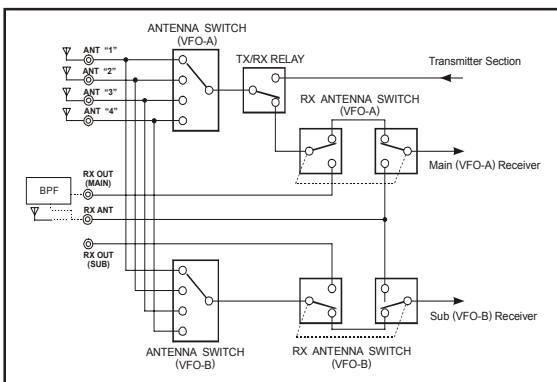 ANTENNA SWITCH
(VFO-A)
ANT “1”
ANT “2”
ANT “3”
ANT “4”
TX/RX RELAY
Transmitter Section
RX ANTENNA SWITCH
(VFO-A)
Main (VFO-A) Receiver
RX OUT
(MAIN)
BPF
RX ANT
RX OUT
(SUB)
Sub (VFO-B) Receiver
ANTENNA SWITCH
(VFO-B)
RX ANTENNA SWITCH
(VFO-B)